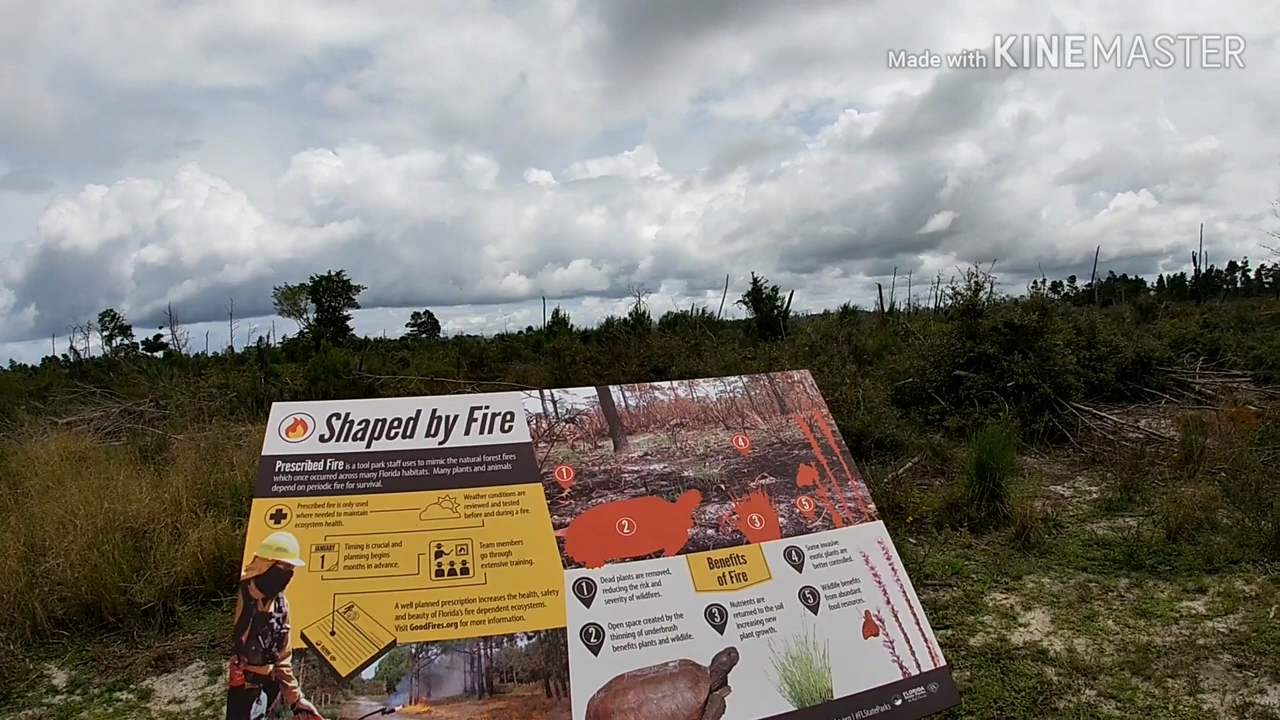 Made with KINEMASTER
Shaped by Fire
Prescribed Fire is a tool park staff uses to mimic the natural forest fires
which once occurred across many Florida habitats. Many plants and animals
depend on periodic fire for survival.
Prescribed fire is only used
where needed to maintain
ecosystem health.
Weather conditions are
reviewed and tested
before and during a fire.
JANUARY
1
Timing is crucial and
planning begins
months in advance.
Team members
go through
extensive training.
A well planned prescription increases the health, safety
and beauty of Florida's fire dependent ecosystems.
Visit GoodFires.org for more information.
1
2
3
4
5
Benefits
of Fire
1 Dead plants are removed,
reducing the risk and
severity of wildfires.
2 Open space created by the
thinning of underbrush
benefits plants and wildlife.
3 Nutrients are
returned to the soil
increasing new
plant growth.
4 Some invasive
exotic plants are
better controlled.
5 Wildlife benefits
from abundant
food resources.
#FLStateParks
FLORIDA